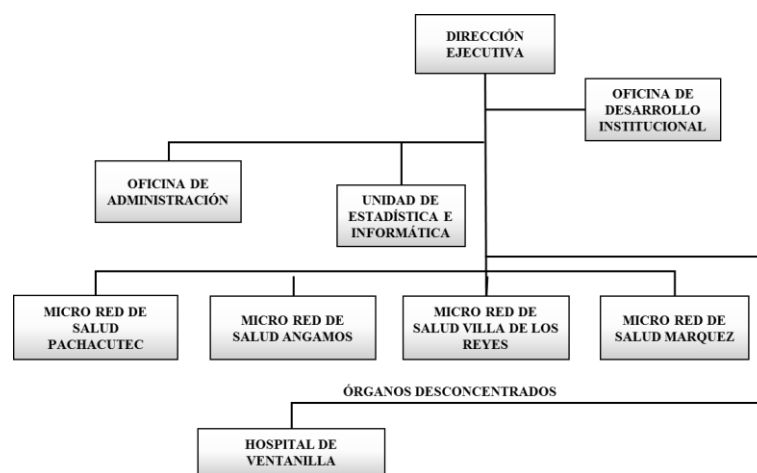 DIRECCIÓN
EJECUTIVA
OFICINA DE
DESARROLLO
INSTITUCIONAL
OFICINA DE
ADMINISTRACIÓN
UNIDAD DE
ESTADÍSTICA E
INFORMÁTICA
MICRO RED DE
SALUD
PACHACUTEC
MICRO RED DE
SALUD ANGAMOS
MICRO RED DE
SALUD VILLA DE LOS
REYES
MICRO RED DE
SALUD MARQUEZ
ÓRGANOS DESCONCENTRADOS
HOSPITAL DE
VENTANILLA